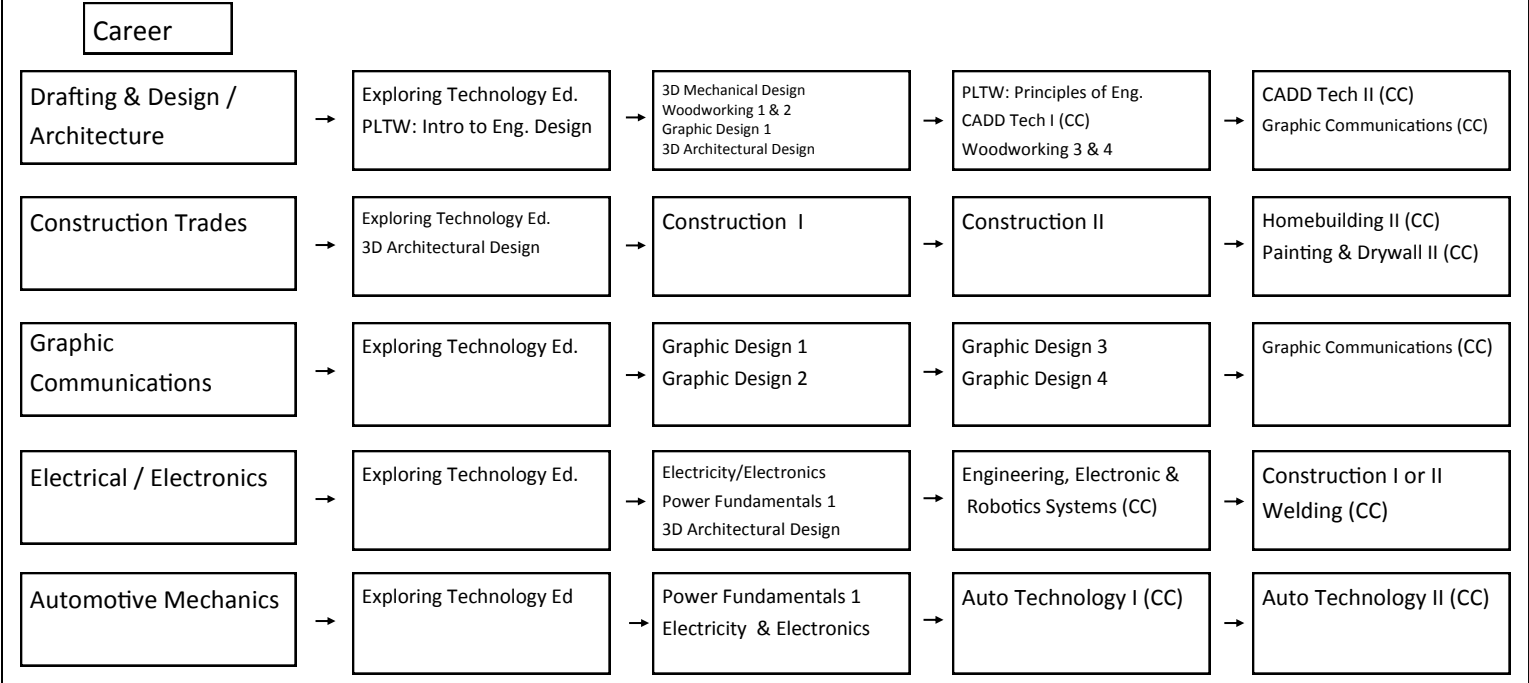 Career
Drafting & Design /
Architecture
Exploring Technology Ed.
PLTW: Intro to Eng. Design
3D Mechanical Design
Woodworking 1 & 2
Graphic Design 1
3D Architectural Design
PLTW: Principles of Eng.
CADD Tech I (CC)
Woodworking 3 & 4
CADD Tech II (CC)
Graphic Communications (CC)
Construction Trades
Exploring Technology Ed.
3D Architectural Design
Construction I
Construction II
Homebuilding II (CC)
Painting & Drywall II (CC)
Graphic
Communications
Exploring Technology Ed.
Graphic Design 1
Graphic Design 2
Graphic Design 3
Graphic Design 4
Graphic Communications (CC)
Electrical / Electronics
Exploring Technology Ed.
Electricity/Electronics
Power Fundamentals 1
3D Architectural Design
Engineering, Electronic &
Robotics Systems (CC)
Construction I or II
Welding (CC)
Automotive Mechanics
Exploring Technology Ed
Power Fundamentals 1
Electricity & Electronics
Auto Technology I (CC)
Auto Technology II (CC)